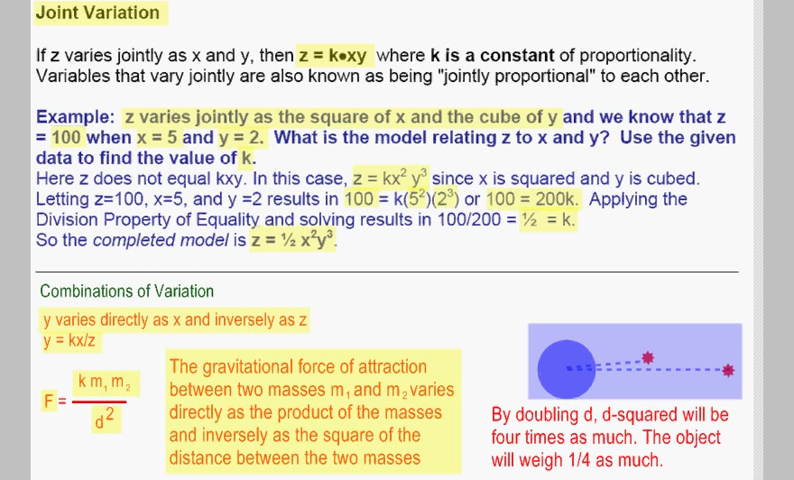 Joint Variation
If z varies jointly as x and y, then z = k•xy where k is a constant of proportionality.
Variables that vary jointly are also known as being "jointly proportional" to each other.
Example: z varies jointly as the square of x and the cube of y and we know that z
= 100 when x = 5 and y = 2. What is the model relating z to x and y? Use the given
data to find the value of k.
Here z does not equal kxy. In this case, z = kx² y³ since x is squared and y is cubed.
Letting z=100, x=5, and y =2 results in 100 = k(5²)(2³) or 100 = 200k. Applying the
Division Property of Equality and solving results in 100/200 = ½ = k.
So the completed model is z = ½ x²y³.
Combinations of Variation
y varies directly as x and inversely as z
y = kx/z
F = k m₁ m₂ / d²
The gravitational force of attraction
between two masses m₁ and m₂ varies
directly as the product of the masses
and inversely as the square of the
distance between the two masses
By doubling d, d-squared will be
four times as much. The object
will weigh 1/4 as much.